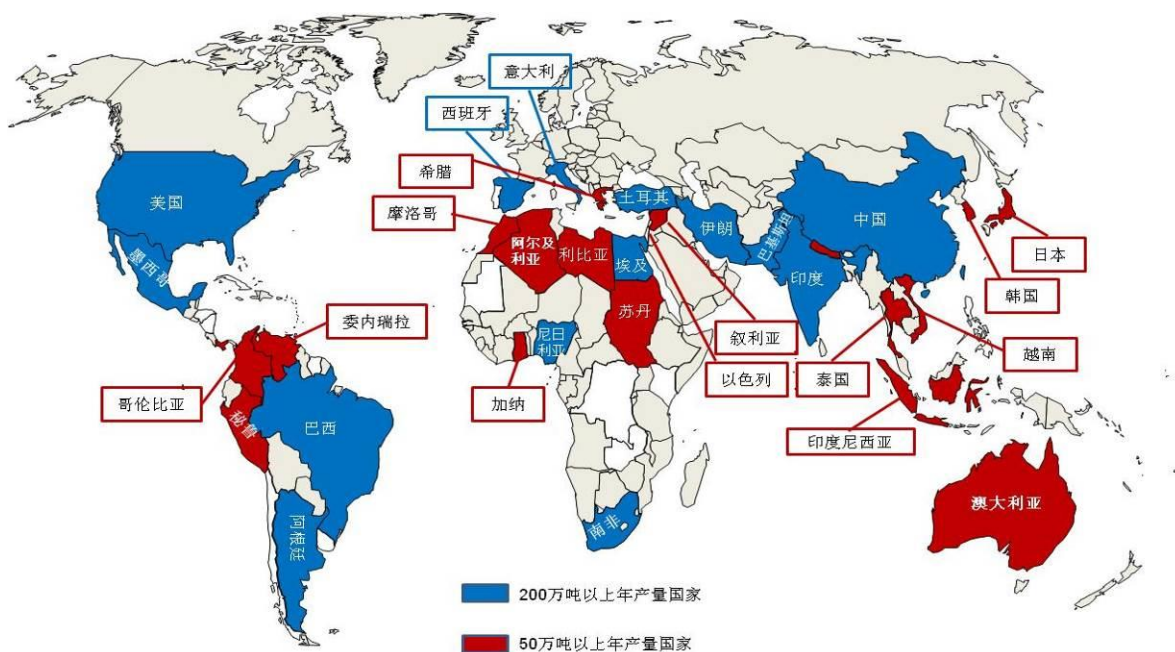 意大利
西班牙
希腊
摩洛哥
美国
墨西哥
土耳其
伊朗
巴基斯坦
中国
阿尔及
利亚
利比亚
埃及
印度
日本
韩国
苏丹
委内瑞拉
尼日
利亚
叙利亚
越南
以色列
泰国
哥伦比亚
加纳
秘鲁
巴西
印度尼西亚
澳大利亚
阿根廷
南非
200万吨以上年产量国家
50万吨以上年产量国家